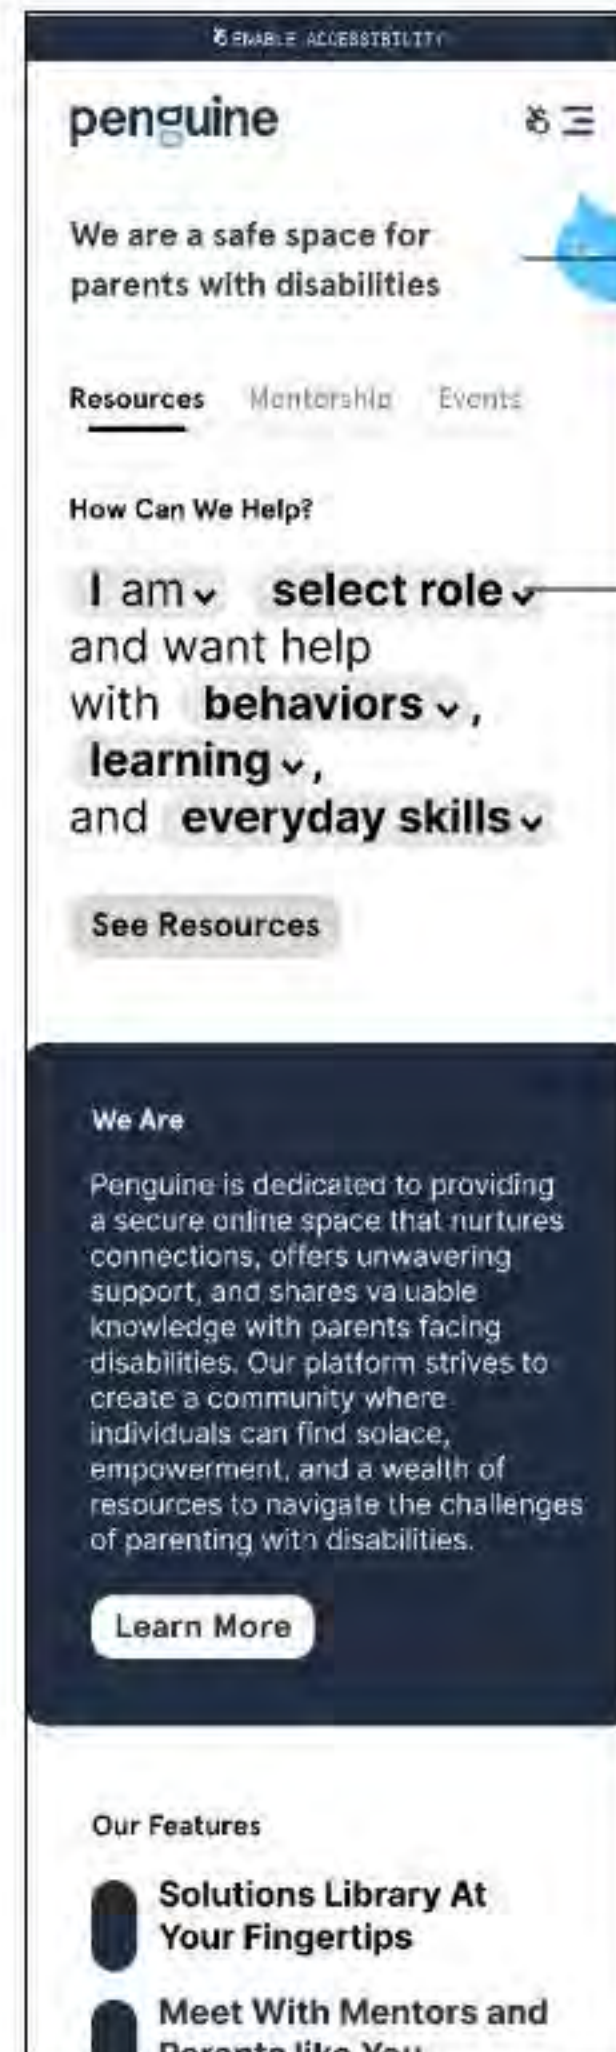 ENABLE ACCESSIBILITY
penguine
We are a safe space for
parents with disabilities
Resources Mentorship Events
How Can We Help?
I am select role
and want help
with behaviors ,
learning ,
and everyday skills
See Resources
We Are
Penguine is dedicated to providing
a secure online space that nurtures
connections, offers unwavering
support, and shares valuable
knowledge with parents facing
disabilities. Our platform strives to
create a community where
individuals can find solace,
empowerment, and a wealth of
resources to navigate the challenges
of parenting with disabilities.
Learn More
Our Features
Solutions Library At
Your Fingertips
Meet With Mentors and
Parents like You